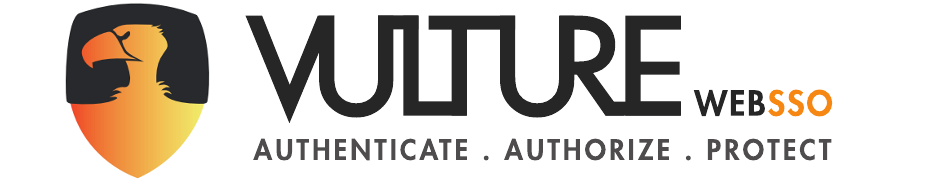 VULTURE
WEBSSO
AUTHENTICATE . AUTHORIZE . PROTECT